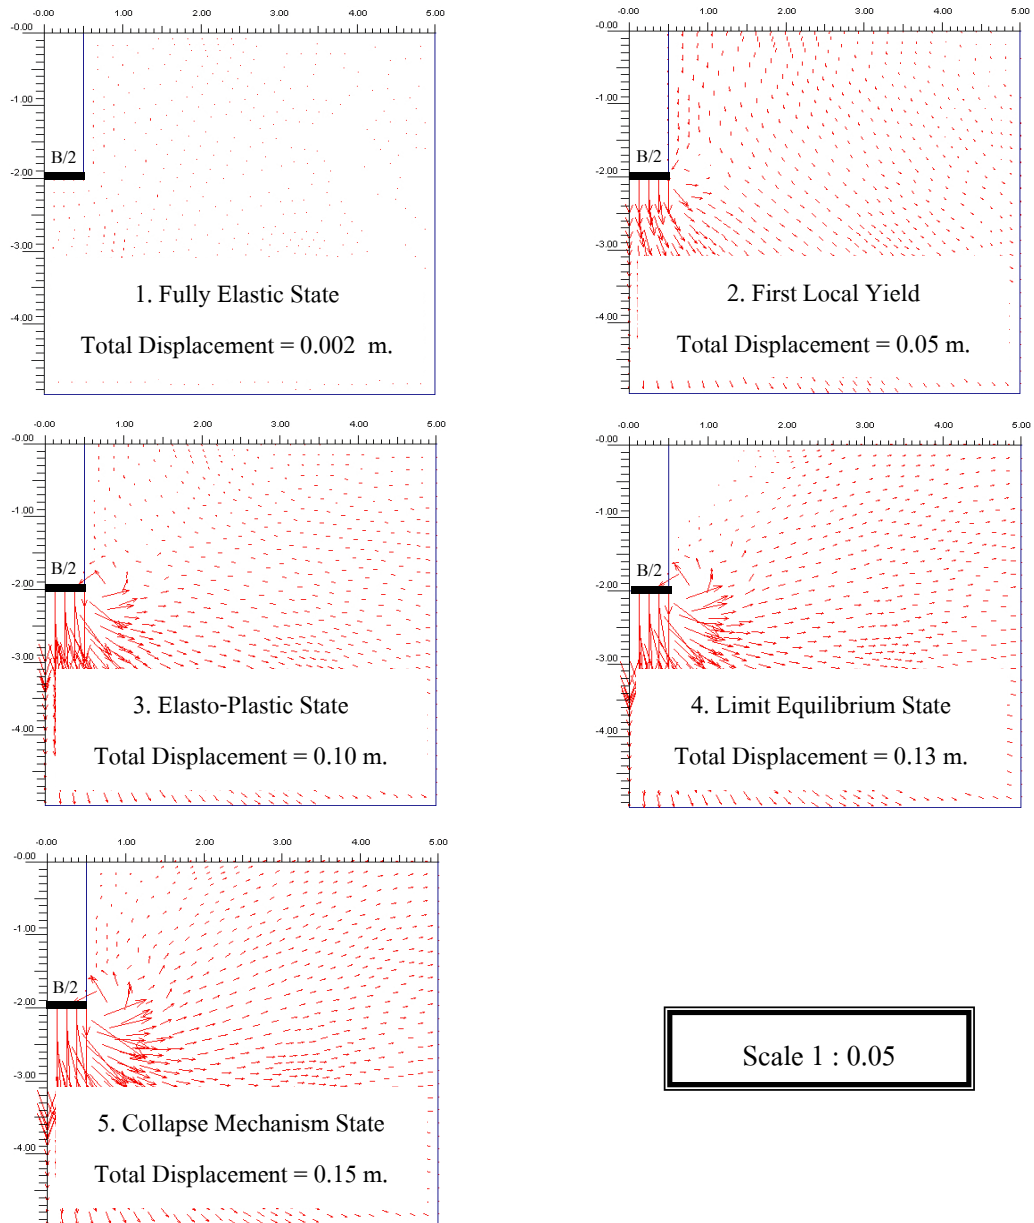 -0.00 1.00 2.00 3.00 4.00 5.00
-0.00
-1.00
B/2
-2.00
-3.00
1. Fully Elastic State
-4.00
Total Displacement = 0.002 m.
-0.00 1.00 2.00 3.00 4.00 5.00
-0.00
-1.00
B/2
-2.00
-3.00
2. First Local Yield
-4.00
Total Displacement = 0.05 m.
-0.00 1.00 2.00 3.00 4.00 5.00
-0.00
-1.00
B/2
-2.00
-3.00
3. Elasto-Plastic State
-4.00
Total Displacement = 0.10 m.
-0.00 1.00 2.00 3.00 4.00 5.00
-0.00
-1.00
B/2
-2.00
-3.00
4. Limit Equilibrium State
-4.00
Total Displacement = 0.13 m.
-0.00 1.00 2.00 3.00 4.00 5.00
-0.00
-1.00
B/2
-2.00
-3.00
5. Collapse Mechanism State
-4.00
Total Displacement = 0.15 m.
Scale 1 : 0.05